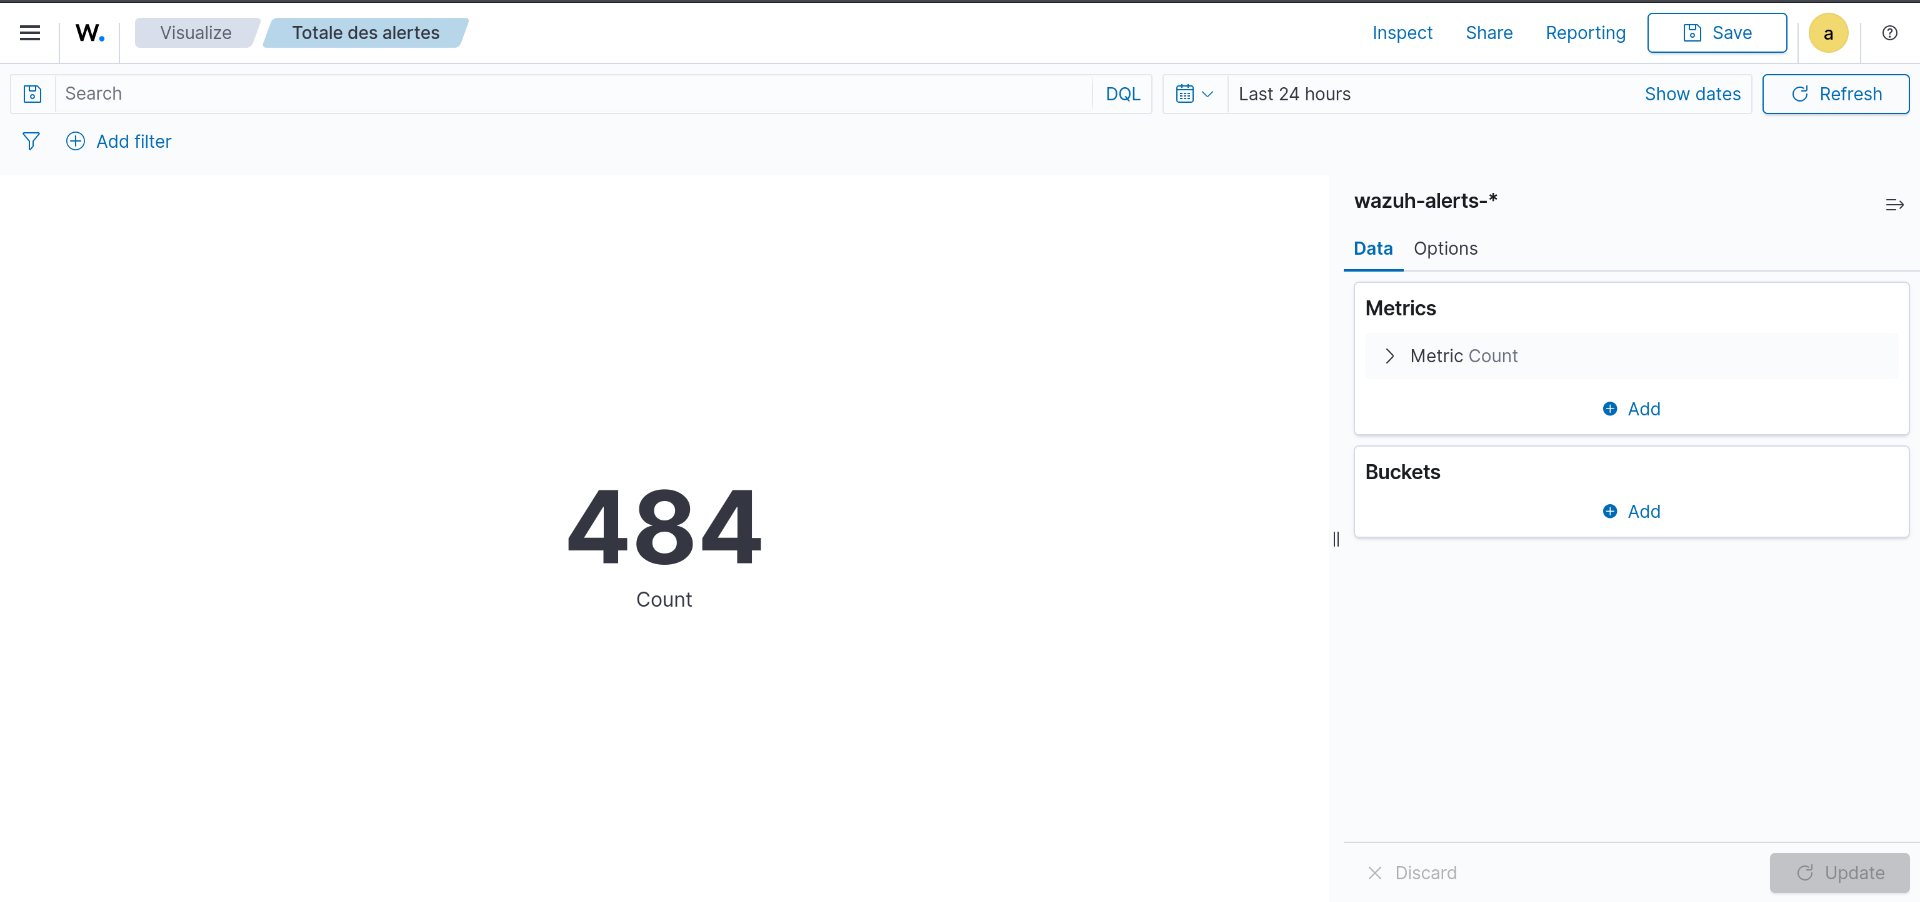 W.
Visualize
Totale des alertes
Inspect
Share
Reporting
Save
a
Search
DQL
Last 24 hours
Show dates
Refresh
Add filter
wazuh-alerts-*
Data
Options
Metrics
Metric Count
Add
Buckets
Add
484
Count
Discard
Update